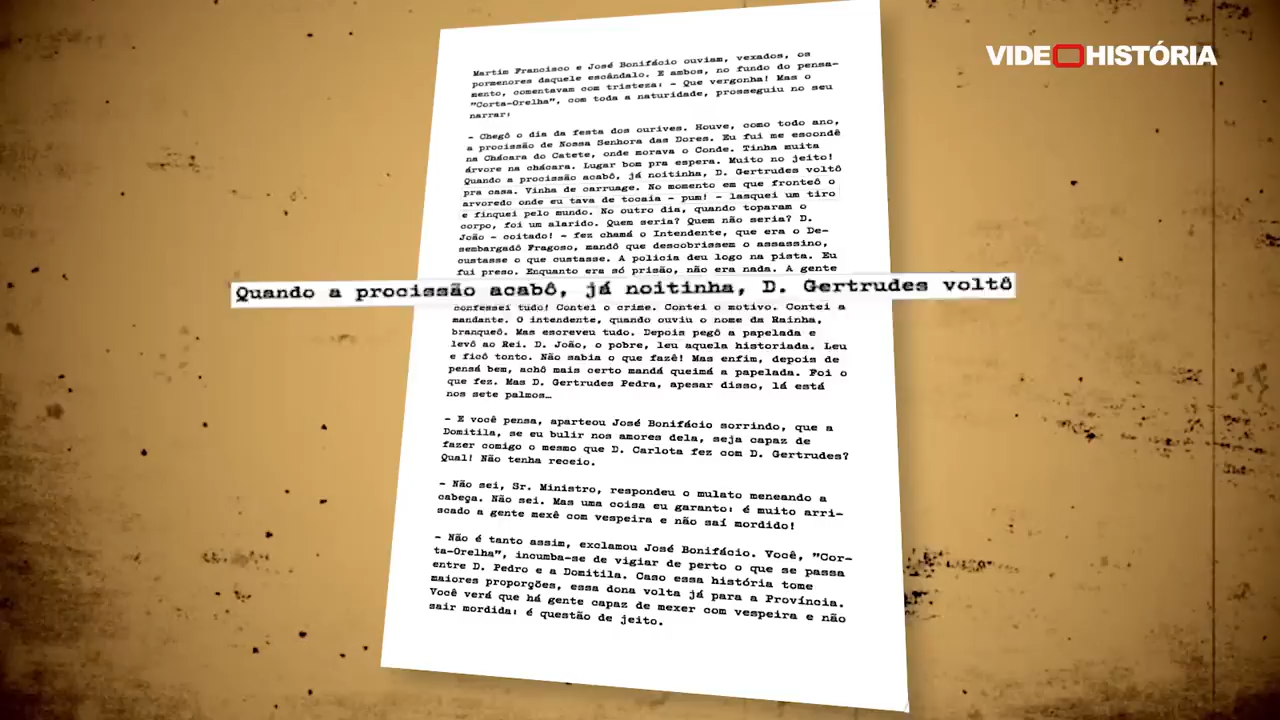 VIDEOHISTÓRIA
Martim Francisco e José Bonifácio ouviam, vexados, os
pormenores daquele escândalo. E ambos, no fundo do pensa-
mento, comentavam com tristeza: - Que vergonha! Mas o
"Corta-Orelha", com toda a naturidade, prosseguiu no seu
narrar:
- Chegô o dia da festa dos ourives. Houve, como todo ano,
a procissão de Nossa Senhora das Dores. Eu fui me escondê
na Chácara do Catete, onde morava o Conde. Tinha muita
árvore na chácara. Lugar bom pra espera. Muito no jeito!
Quando a procissão acabô, já noitinha, D. Gertrudes voltô
pra casa. Vinha de carruage. No momento em que fronteô o
arvoredo onde eu tava de tocaia - pum! - lasquei um tiro
e finquei pelo mundo. No outro dia, quando toparam o
corpo, foi um alarido. Quem seria? Quem não seria? D.
João - coitado! - fez chamá o Intendente, que era o De-
sembargadô Fragoso, mandô que descobrissem o assassino,
custasse o que custasse. A policia deu logo na pista. Eu
fui preso. Enquanto era só prisão, não era nada. A gente
Quando a procissão acabô, já noitinha, D. Gertrudes voltô
confessei tudo! Contei o crime. Contei o motivo. Contei a
mandante. O intendente, quando ouviu o nome da Rainha,
branqueô. Mas escreveu tudo. Depois pegô a papelada e
levô ao Rei. D. João, o pobre, leu aquela historiada. Leu
e ficô tonto. Não sabia o que fazê! Mas enfim, depois de
pensá bem, achô mais certo mandá queimá a papelada. Foi o
que fez. Mas D. Gertrudes Pedra, apesar disso, lá está
nos sete palmos…
- E você pensa, aparteou José Bonifácio sorrindo, que a
Domitila, se eu bulir nos amores dela, seja capaz de
fazer comigo o mesmo que D. Carlota fez com D. Gertrudes?
Qual! Não tenha receio.
- Não sei, Sr. Ministro, respondeu o mulato meneando a
cabeça. Não sei. Mas uma coisa eu garanto: é muito arri-
scado a gente mexê com vespeira e não saí mordido!
- Não é tanto assim, exclamou José Bonifácio. Você, "Cor-
ta-Orelha", incumba-se de vigiar de perto o que se passa
entre D. Pedro e a Domitila. Caso essa história tome
maiores proporções, essa dona volta já para a Província.
Você verá que há gente capaz de mexer com vespeira e não
sair mordida: é questão de jeito.